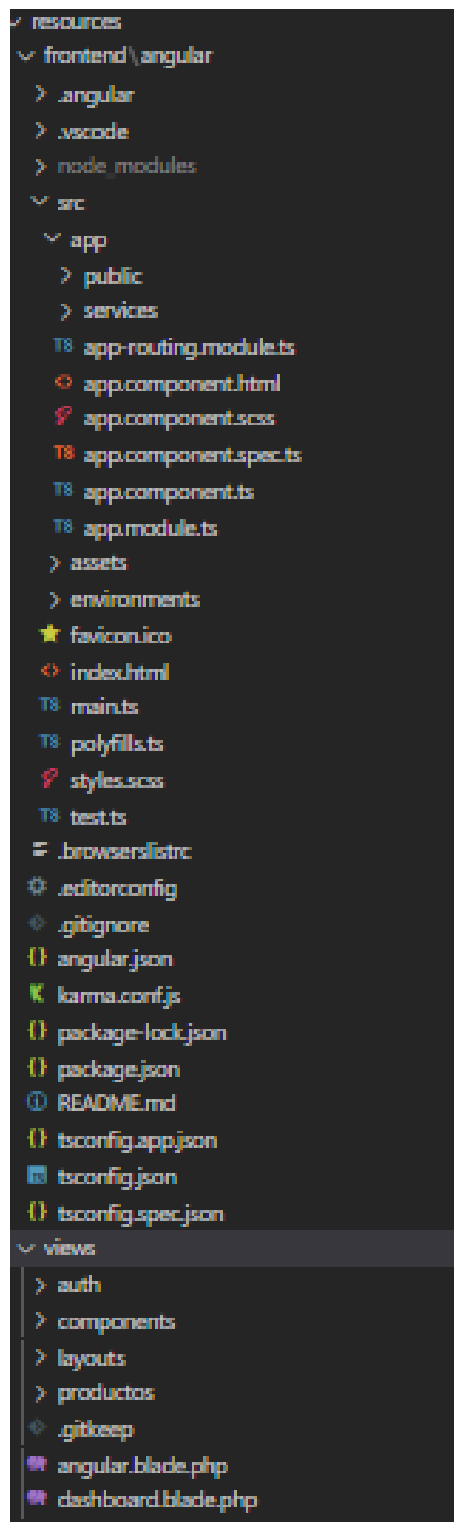 resources
frontend\angular
.angular
.vscode
node_modules
src
app
public
services
app-routing.module.ts
app.component.html
app.component.scss
app.component.spec.ts
app.component.ts
app.module.ts
assets
environments
favicon.ico
index.html
main.ts
polyfills.ts
styles.scss
test.ts
.browserslistrc
.editorconfig
.gitignore
angular.json
karma.conf.js
package-lock.json
package.json
README.md
tsconfig.app.json
tsconfig.json
tsconfig.spec.json
views
auth
components
layouts
productos
.gitkeep
angular.blade.php
dashboard.blade.php